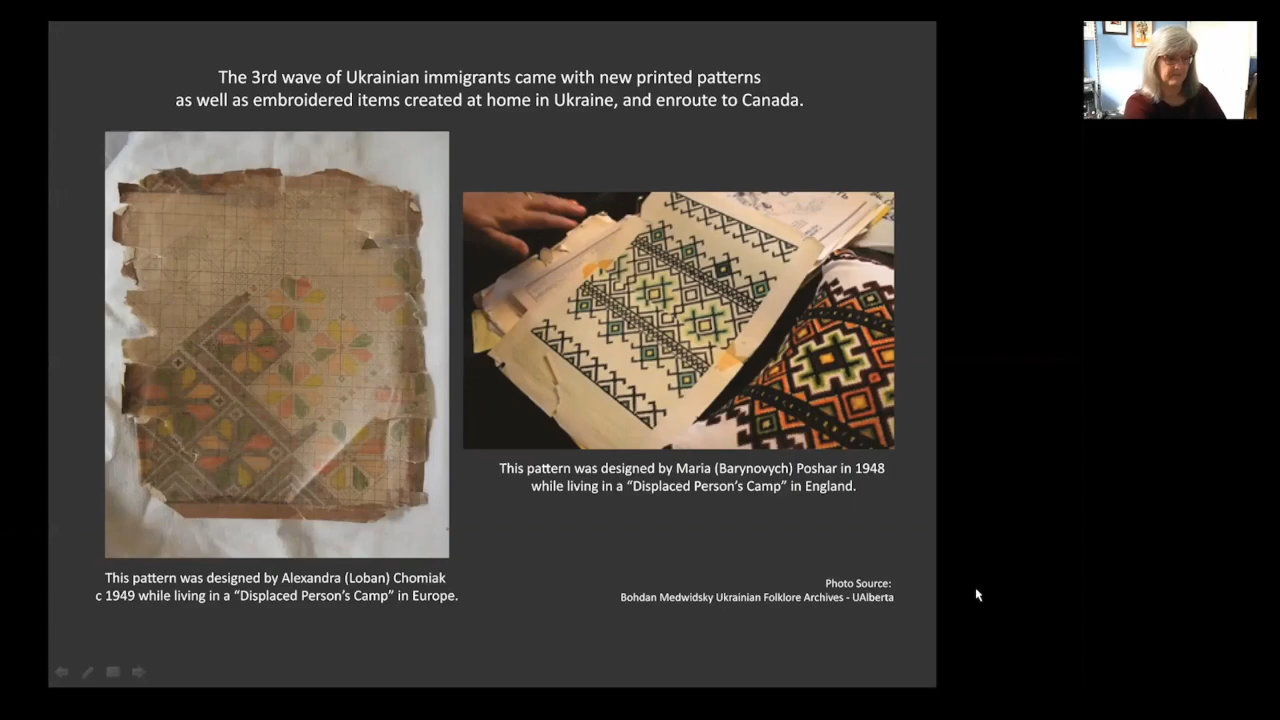 The 3rd wave of Ukrainian immigrants came with new printed patterns
as well as embroidered items created at home in Ukraine, and enroute to Canada.
This pattern was designed by Maria (Barynovych) Poshar in 1948
while living in a “Displaced Person’s Camp” in England.
This pattern was designed by Alexandra (Loban) Chomiak
c 1949 while living in a “Displaced Person’s Camp” in Europe.
Photo Source:
Bohdan Medwidsky Ukrainian Folklore Archives - UAlberta